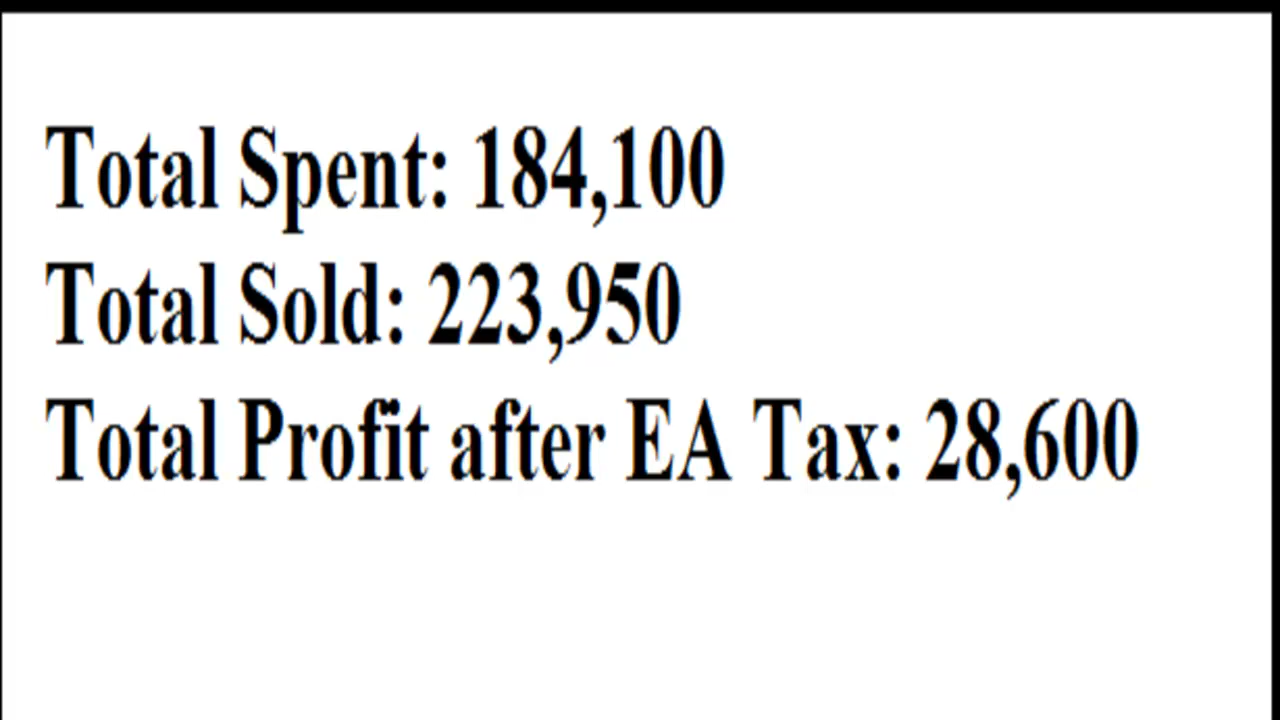 Total Spent: 184,100
Total Sold: 223,950
Total Profit after EA Tax: 28,600